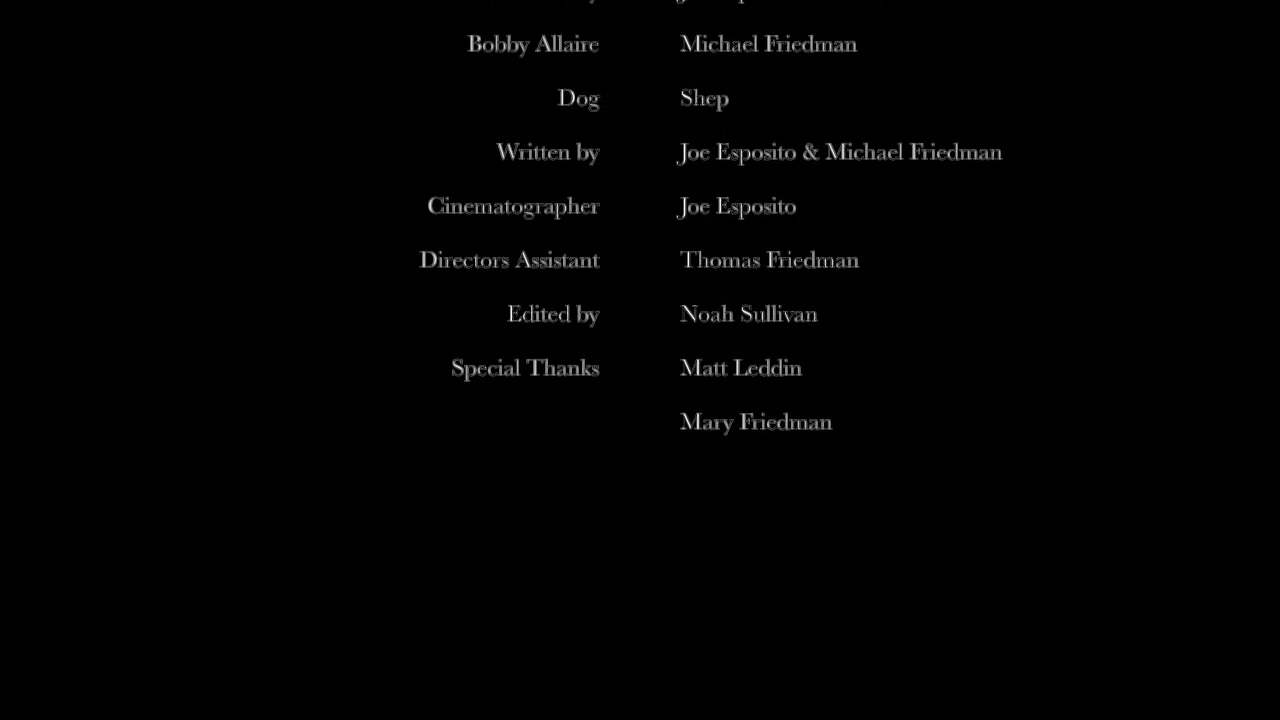 Bobby Allaire Michael Friedman
Dog Shep
Written by Joe Esposito & Michael Friedman
Cinematographer Joe Esposito
Directors Assistant Thomas Friedman
Edited by Noah Sullivan
Special Thanks Matt Leddin
Mary Friedman